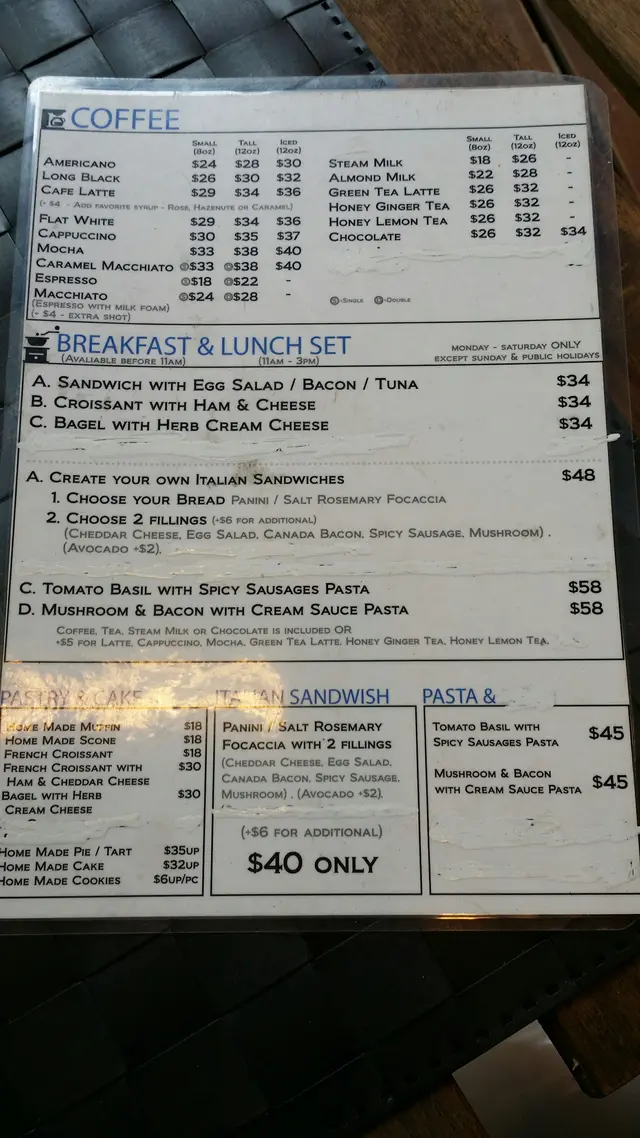 COFFEE
SMALL (8oz) TALL (12oz) ICED (12oz)
AMERICANO $24 $28 $30
LONG BLACK $26 $30 $32
CAFE LATTE $29 $34 $36
(+ $4 - ADD FAVORITE SYRUP - ROSE, HAZENUTE OR CARAMEL)
FLAT WHITE $29 $34 $36
CAPPUCCINO $30 $35 $37
MOCHA $33 $38 $40
CARAMEL MACCHIATO Ⓢ$33 Ⓓ$38 $40
ESPRESSO Ⓢ$18 Ⓓ$22 -
MACCHIATO Ⓢ$24 Ⓓ$28 -
(ESPRESSO WITH MILK FOAM)
(+ $4 - EXTRA SHOT)
SMALL (8oz) TALL (12oz) ICED (12oz)
STEAM MILK $18 $26 -
ALMOND MILK $22 $28 -
GREEN TEA LATTE $26 $32 -
HONEY GINGER TEA $26 $32 -
HONEY LEMON TEA $26 $32 -
CHOCOLATE $26 $32 $34
Ⓢ-SINGLE Ⓓ-DOUBLE
BREAKFAST & LUNCH SET
(AVALIABLE BEFORE 11AM) (11AM - 3PM)
MONDAY - SATURDAY ONLY
EXCEPT SUNDAY & PUBLIC HOLIDAYS
A. SANDWICH WITH EGG SALAD / BACON / TUNA $34
B. CROISSANT WITH HAM & CHEESE $34
C. BAGEL WITH HERB CREAM CHEESE $34
A. CREATE YOUR OWN ITALIAN SANDWICHES $48
1. CHOOSE YOUR BREAD PANINI / SALT ROSEMARY FOCACCIA
2. CHOOSE 2 FILLINGS (+$6 FOR ADDITIONAL)
(CHEDDAR CHEESE, EGG SALAD, CANADA BACON, SPICY SAUSAGE, MUSHROOM) .
(AVOCADO +$2).
C. TOMATO BASIL WITH SPICY SAUSAGES PASTA $58
D. MUSHROOM & BACON WITH CREAM SAUCE PASTA $58
COFFEE, TEA, STEAM MILK OR CHOCOLATE IS INCLUDED OR
+$5 FOR LATTE, CAPPUCCINO, MOCHA, GREEN TEA LATTE, HONEY GINGER TEA, HONEY LEMON TEA.
PASTRY & CAKE
HOME MADE MUFFIN $18
HOME MADE SCONE $18
FRENCH CROISSANT $18
FRENCH CROISSANT WITH $30
HAM & CHEDDAR CHEESE
BAGEL WITH HERB $30
CREAM CHEESE
HOME MADE PIE / TART $35UP
HOME MADE CAKE $32UP
HOME MADE COOKIES $6UP/PC
ITALIAN SANDWISH
PANINI / SALT ROSEMARY
FOCACCIA WITH 2 FILLINGS
(CHEDDAR CHEESE, EGG SALAD,
CANADA BACON, SPICY SAUSAGE,
MUSHROOM) , (AVOCADO +$2).
(+$6 FOR ADDITIONAL)
$40 ONLY
PASTA &
TOMATO BASIL WITH
SPICY SAUSAGES PASTA $45
MUSHROOM & BACON
WITH CREAM SAUCE PASTA $45